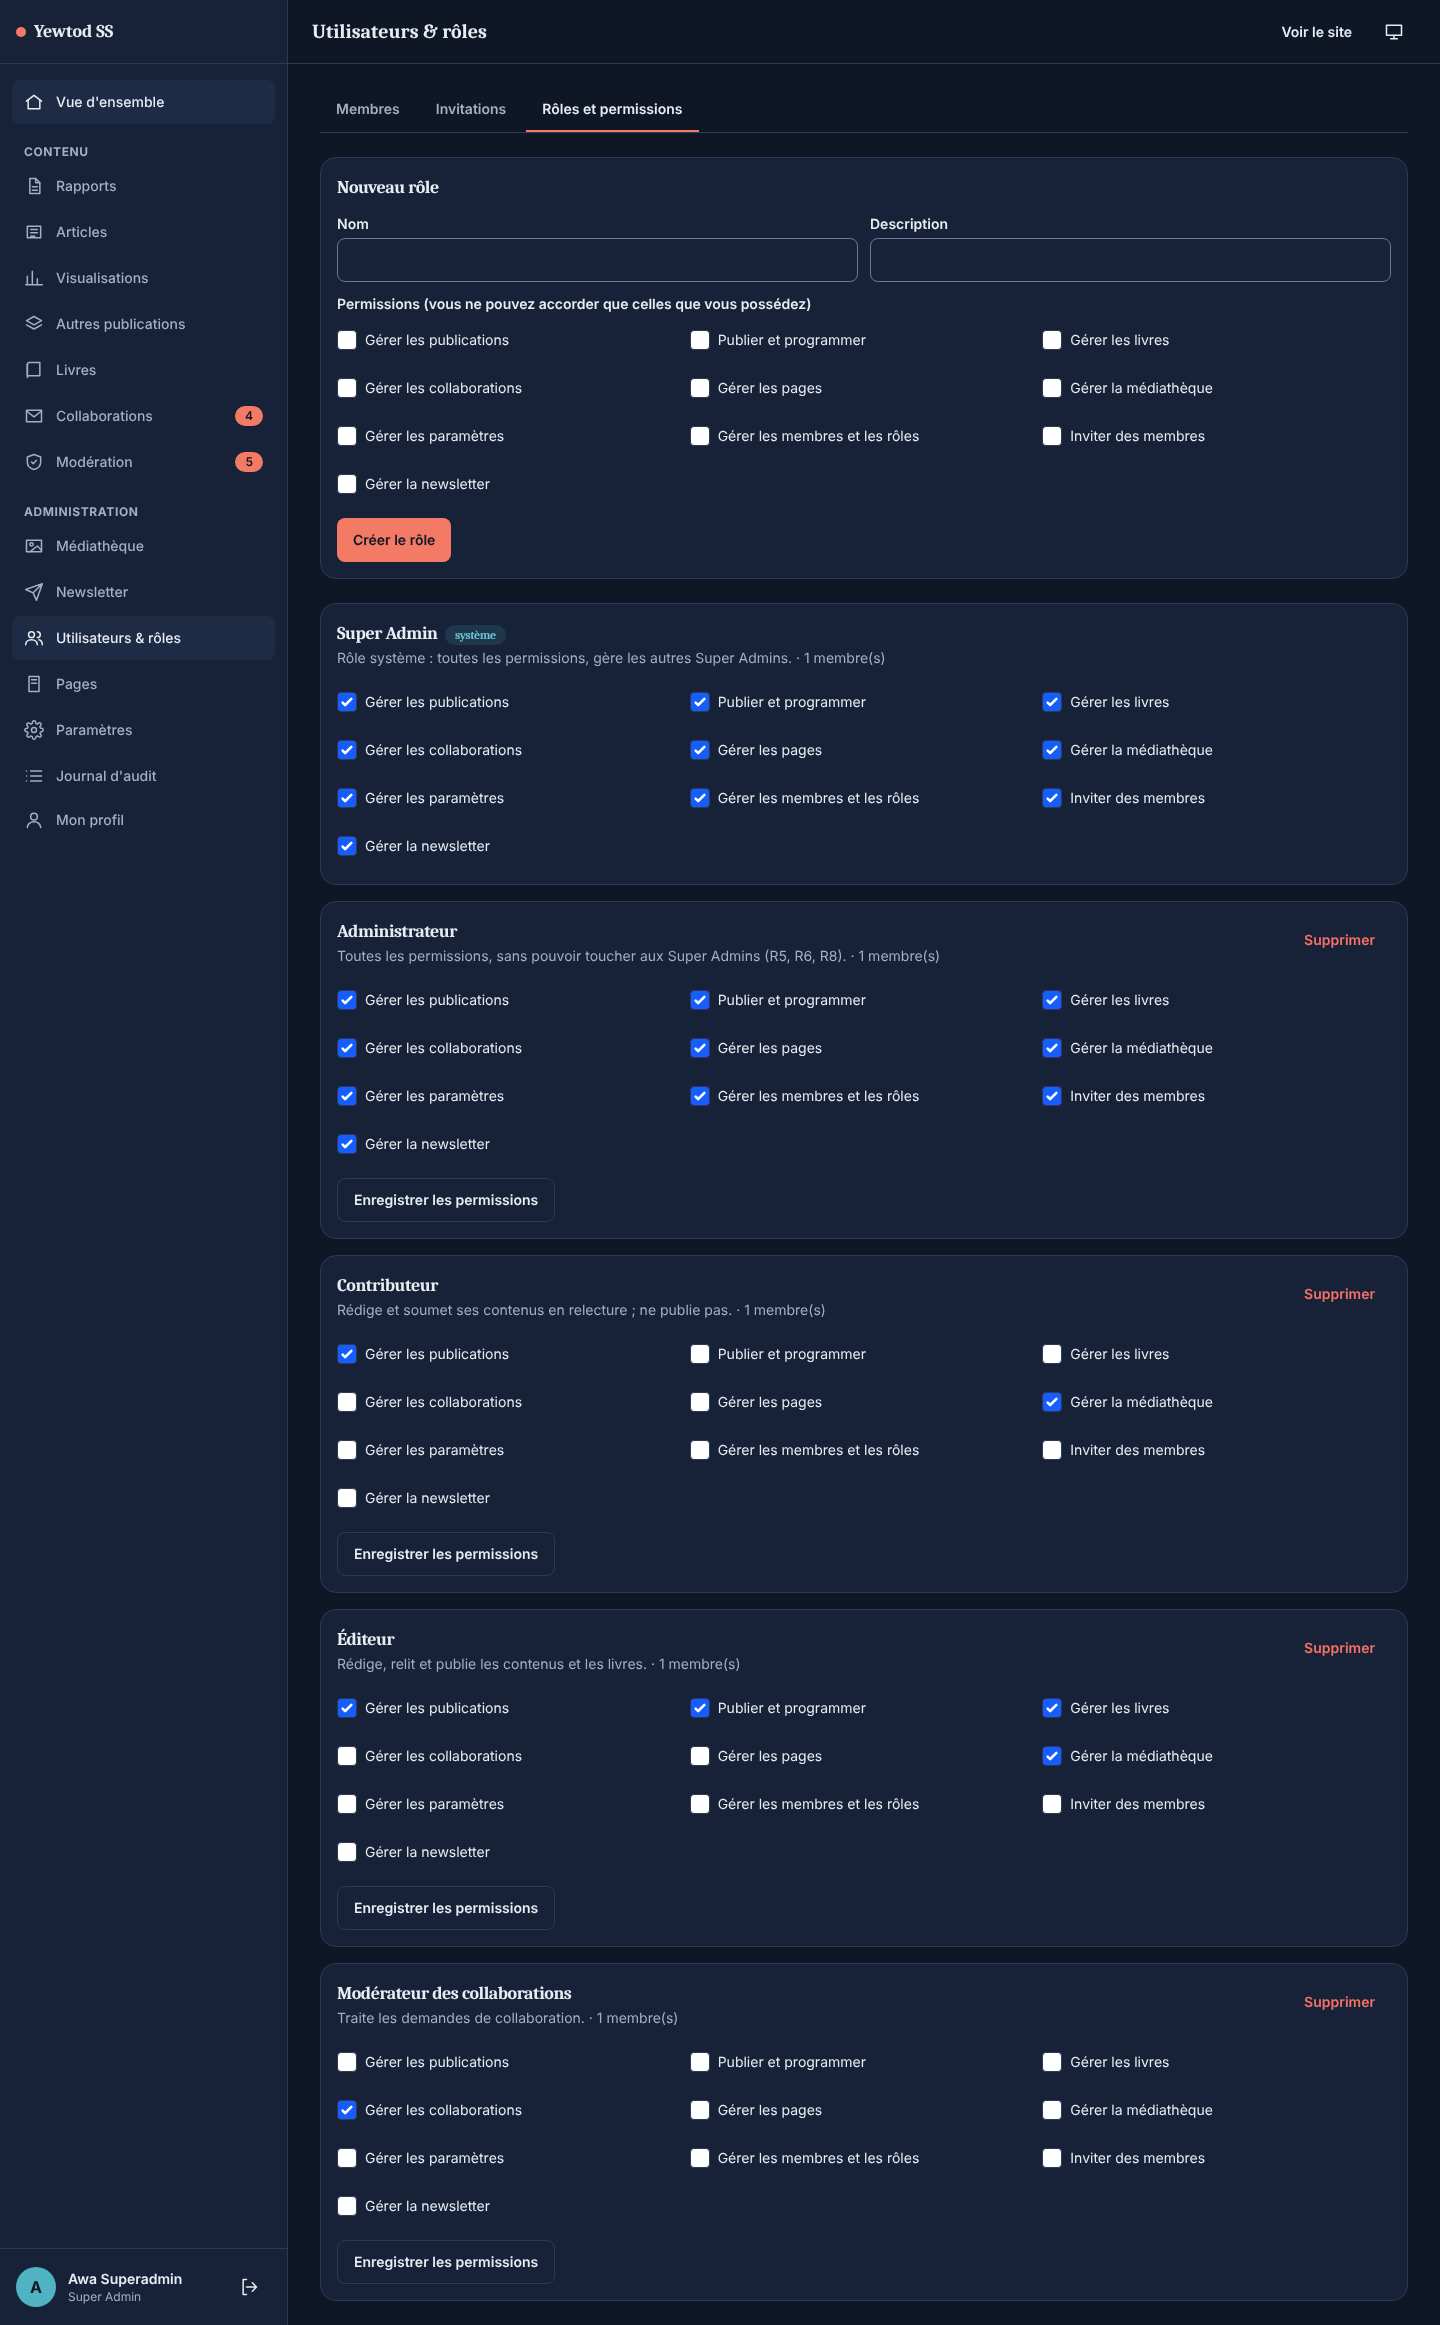 Yewtod SS
Vue d'ensemble
CONTENU
Rapports
Articles
Visualisations
Autres publications
Livres
Collaborations 4
Modération 5
ADMINISTRATION
Médiathèque
Newsletter
Utilisateurs & rôles
Pages
Paramètres
Journal d'audit
Mon profil
A
Awa Superadmin
Super Admin
Utilisateurs & rôles
Voir le site
Membres Invitations Rôles et permissions
Nouveau rôle
Nom Description
Permissions (vous ne pouvez accorder que celles que vous possédez)
Gérer les publications Publier et programmer Gérer les livres
Gérer les collaborations Gérer les pages Gérer la médiathèque
Gérer les paramètres Gérer les membres et les rôles Inviter des membres
Gérer la newsletter
Créer le rôle
Super Admin système
Rôle système : toutes les permissions, gère les autres Super Admins. · 1 membre(s)
Gérer les publications Publier et programmer Gérer les livres
Gérer les collaborations Gérer les pages Gérer la médiathèque
Gérer les paramètres Gérer les membres et les rôles Inviter des membres
Gérer la newsletter
Administrateur Supprimer
Toutes les permissions, sans pouvoir toucher aux Super Admins (R5, R6, R8). · 1 membre(s)
Gérer les publications Publier et programmer Gérer les livres
Gérer les collaborations Gérer les pages Gérer la médiathèque
Gérer les paramètres Gérer les membres et les rôles Inviter des membres
Gérer la newsletter
Enregistrer les permissions
Contributeur Supprimer
Rédige et soumet ses contenus en relecture ; ne publie pas. · 1 membre(s)
Gérer les publications Publier et programmer Gérer les livres
Gérer les collaborations Gérer les pages Gérer la médiathèque
Gérer les paramètres Gérer les membres et les rôles Inviter des membres
Gérer la newsletter
Enregistrer les permissions
Éditeur Supprimer
Rédige, relit et publie les contenus et les livres. · 1 membre(s)
Gérer les publications Publier et programmer Gérer les livres
Gérer les collaborations Gérer les pages Gérer la médiathèque
Gérer les paramètres Gérer les membres et les rôles Inviter des membres
Gérer la newsletter
Enregistrer les permissions
Modérateur des collaborations Supprimer
Traite les demandes de collaboration. · 1 membre(s)
Gérer les publications Publier et programmer Gérer les livres
Gérer les collaborations Gérer les pages Gérer la médiathèque
Gérer les paramètres Gérer les membres et les rôles Inviter des membres
Gérer la newsletter
Enregistrer les permissions